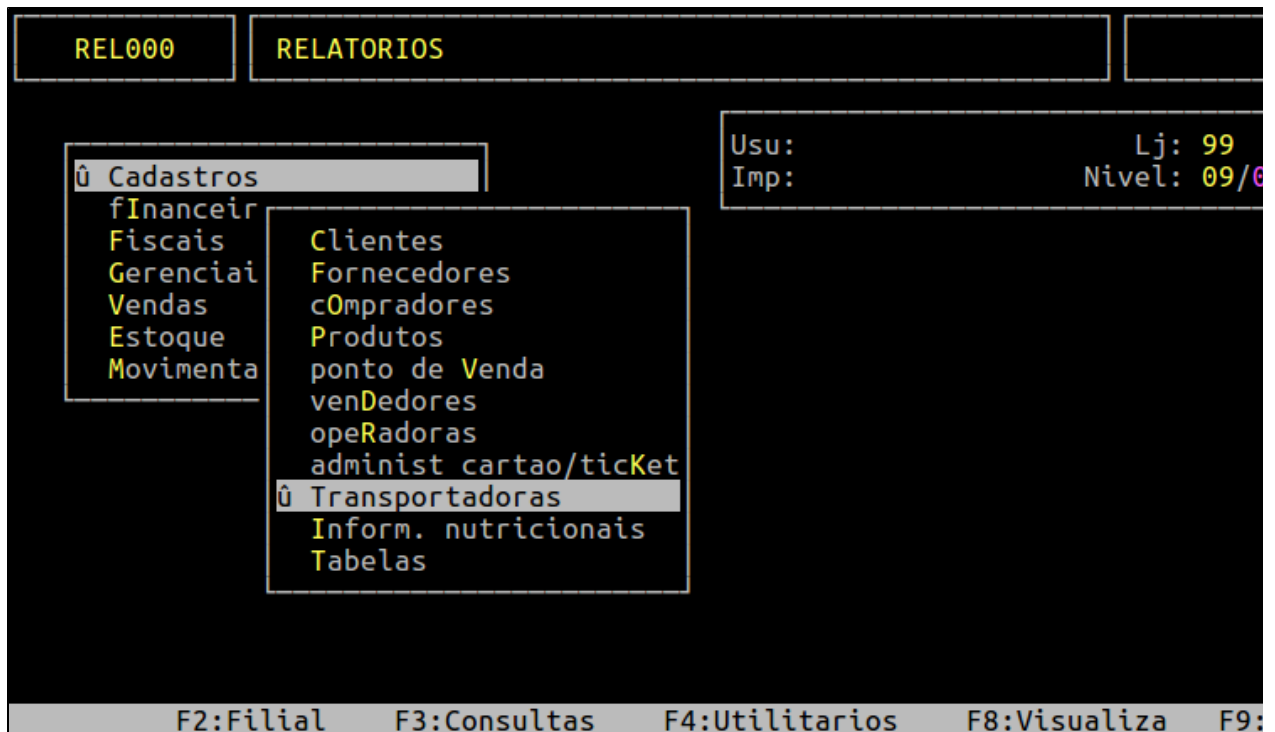 REL000 RELATORIOS
Usu: Lj: 99
Imp: Nivel: 09/0
û Cadastros
fInanceir
Fiscais
Gerenciai
Vendas
Estoque
Movimenta
Clientes
Fornecedores
cOmpradores
Produtos
ponto de Venda
venDedores
opeRadoras
administ cartao/ticKet
û Transportadoras
Inform. nutricionais
Tabelas
F2:Filial F3:Consultas F4:Utilitarios F8:Visualiza F9: